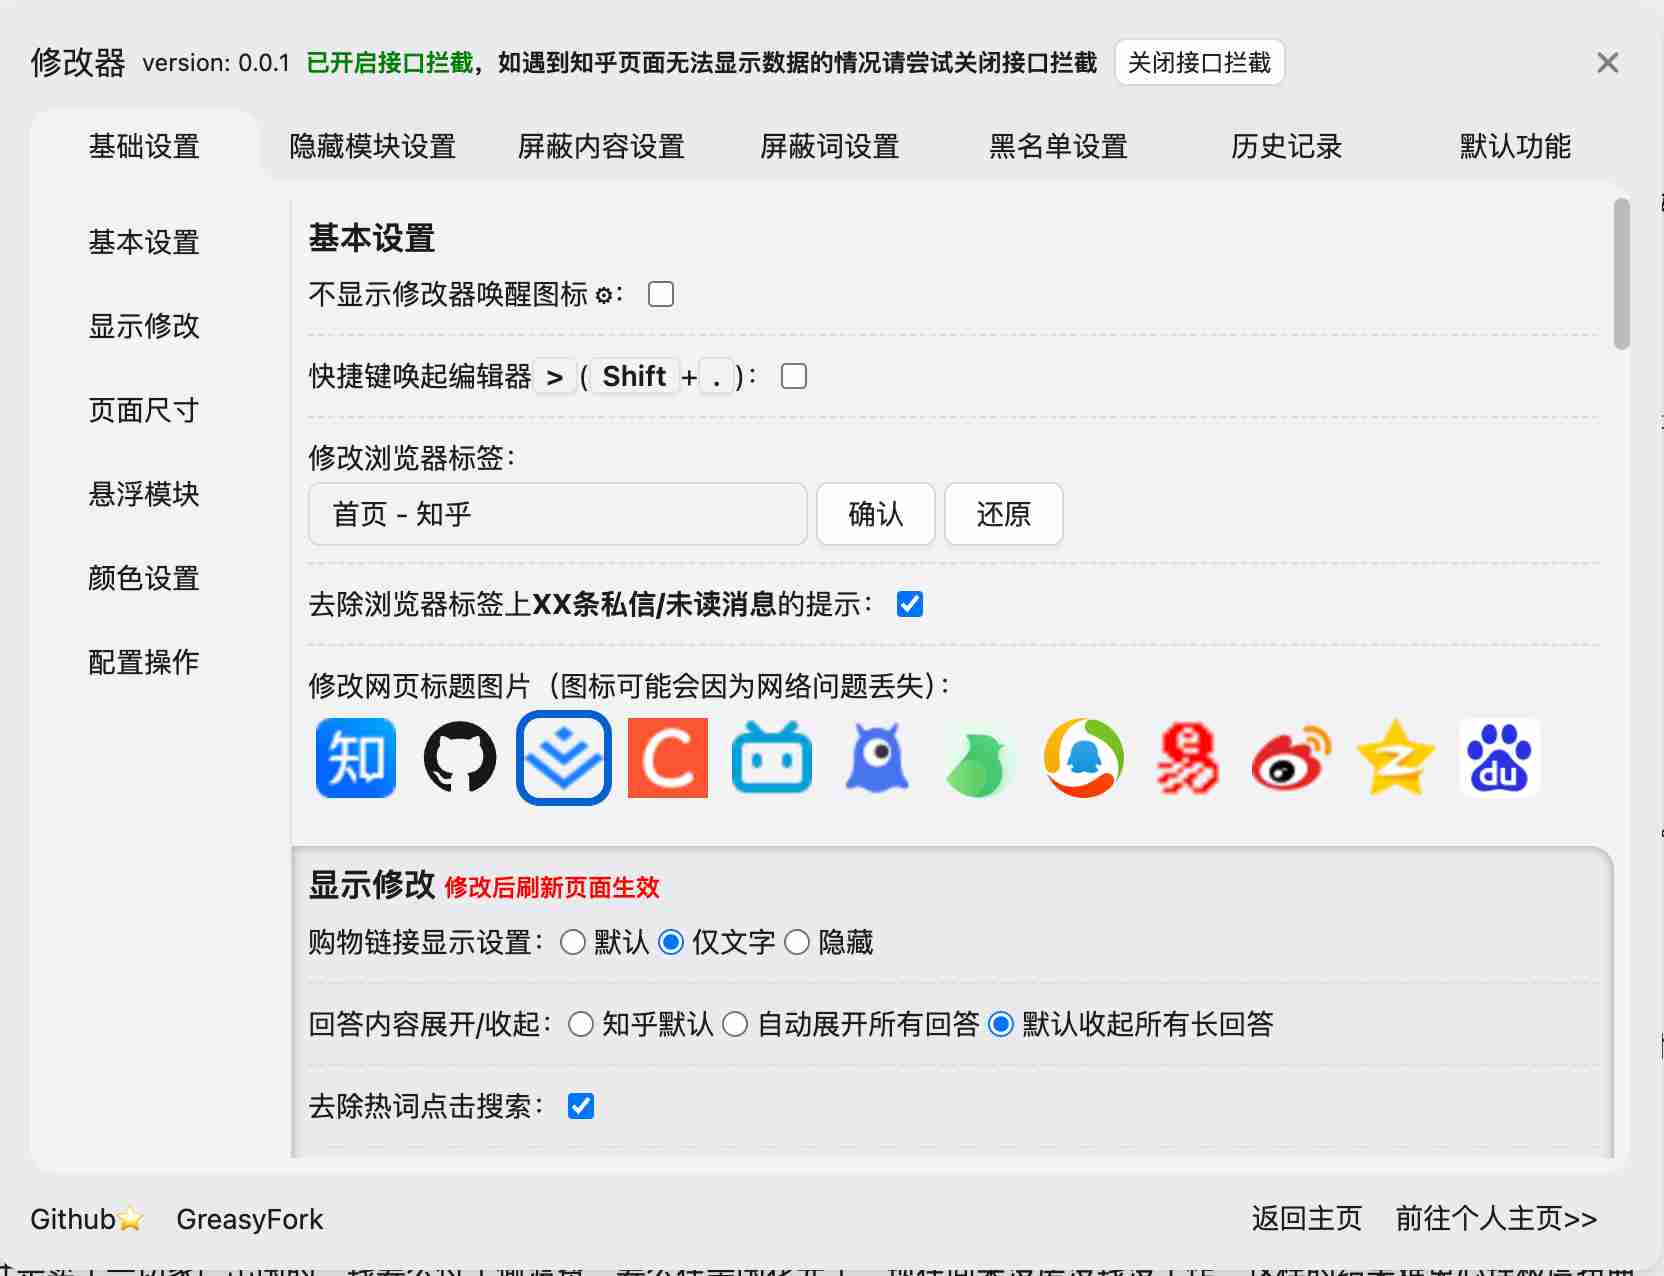 修改器 version: 0.0.1 已开启接口拦截，如遇到知乎页面无法显示数据的情况请尝试关闭接口拦截 关闭接口拦截
基础设置 隐藏模块设置 屏蔽内容设置 屏蔽词设置 黑名单设置 历史记录 默认功能
基本设置
显示修改
页面尺寸
悬浮模块
颜色设置
配置操作
基本设置
不显示修改器唤醒图标 ⚙：
快捷键唤起编辑器 > ( Shift + . )：
修改浏览器标签：
首页 - 知乎 确认 还原
去除浏览器标签上XX条私信/未读消息的提示：
修改网页标题图片（图标可能会因为网络问题丢失）：
知 C e易 Z du
显示修改 修改后刷新页面生效
购物链接显示设置： 默认 仅文字 隐藏
回答内容展开/收起： 知乎默认 自动展开所有回答 默认收起所有长回答
去除热词点击搜索：
Github⭐ GreasyFork 返回主页 前往个人主页>>